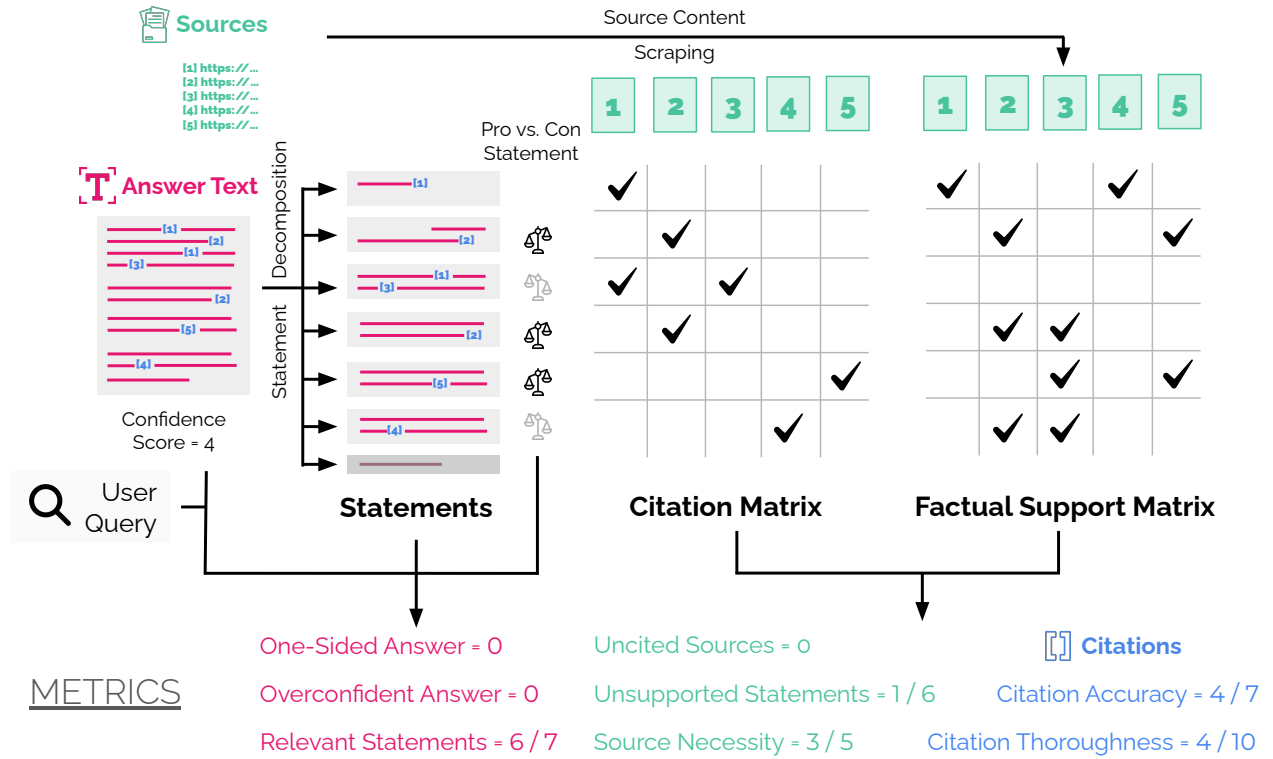 Sources
[1] https://...
[2] https://...
[3] https://...
[4] https://...
[5] https://...
Source Content
Scraping
1 2 3 4 5
1 2 3 4 5
Pro vs. Con
Statement
Answer Text
[1]
[2]
[1]
[3]
[2]
[5]
[4]
Confidence
Score = 4
User
Query
Statement Decomposition
[1]
[2]
[1]
[3]
[2]
[5]
[4]
Statements
Citation Matrix
Factual Support Matrix
METRICS
One-Sided Answer = 0
Overconfident Answer = 0
Relevant Statements = 6 / 7
Uncited Sources = 0
Unsupported Statements = 1 / 6
Source Necessity = 3 / 5
Citations
Citation Accuracy = 4 / 7
Citation Thoroughness = 4 / 10